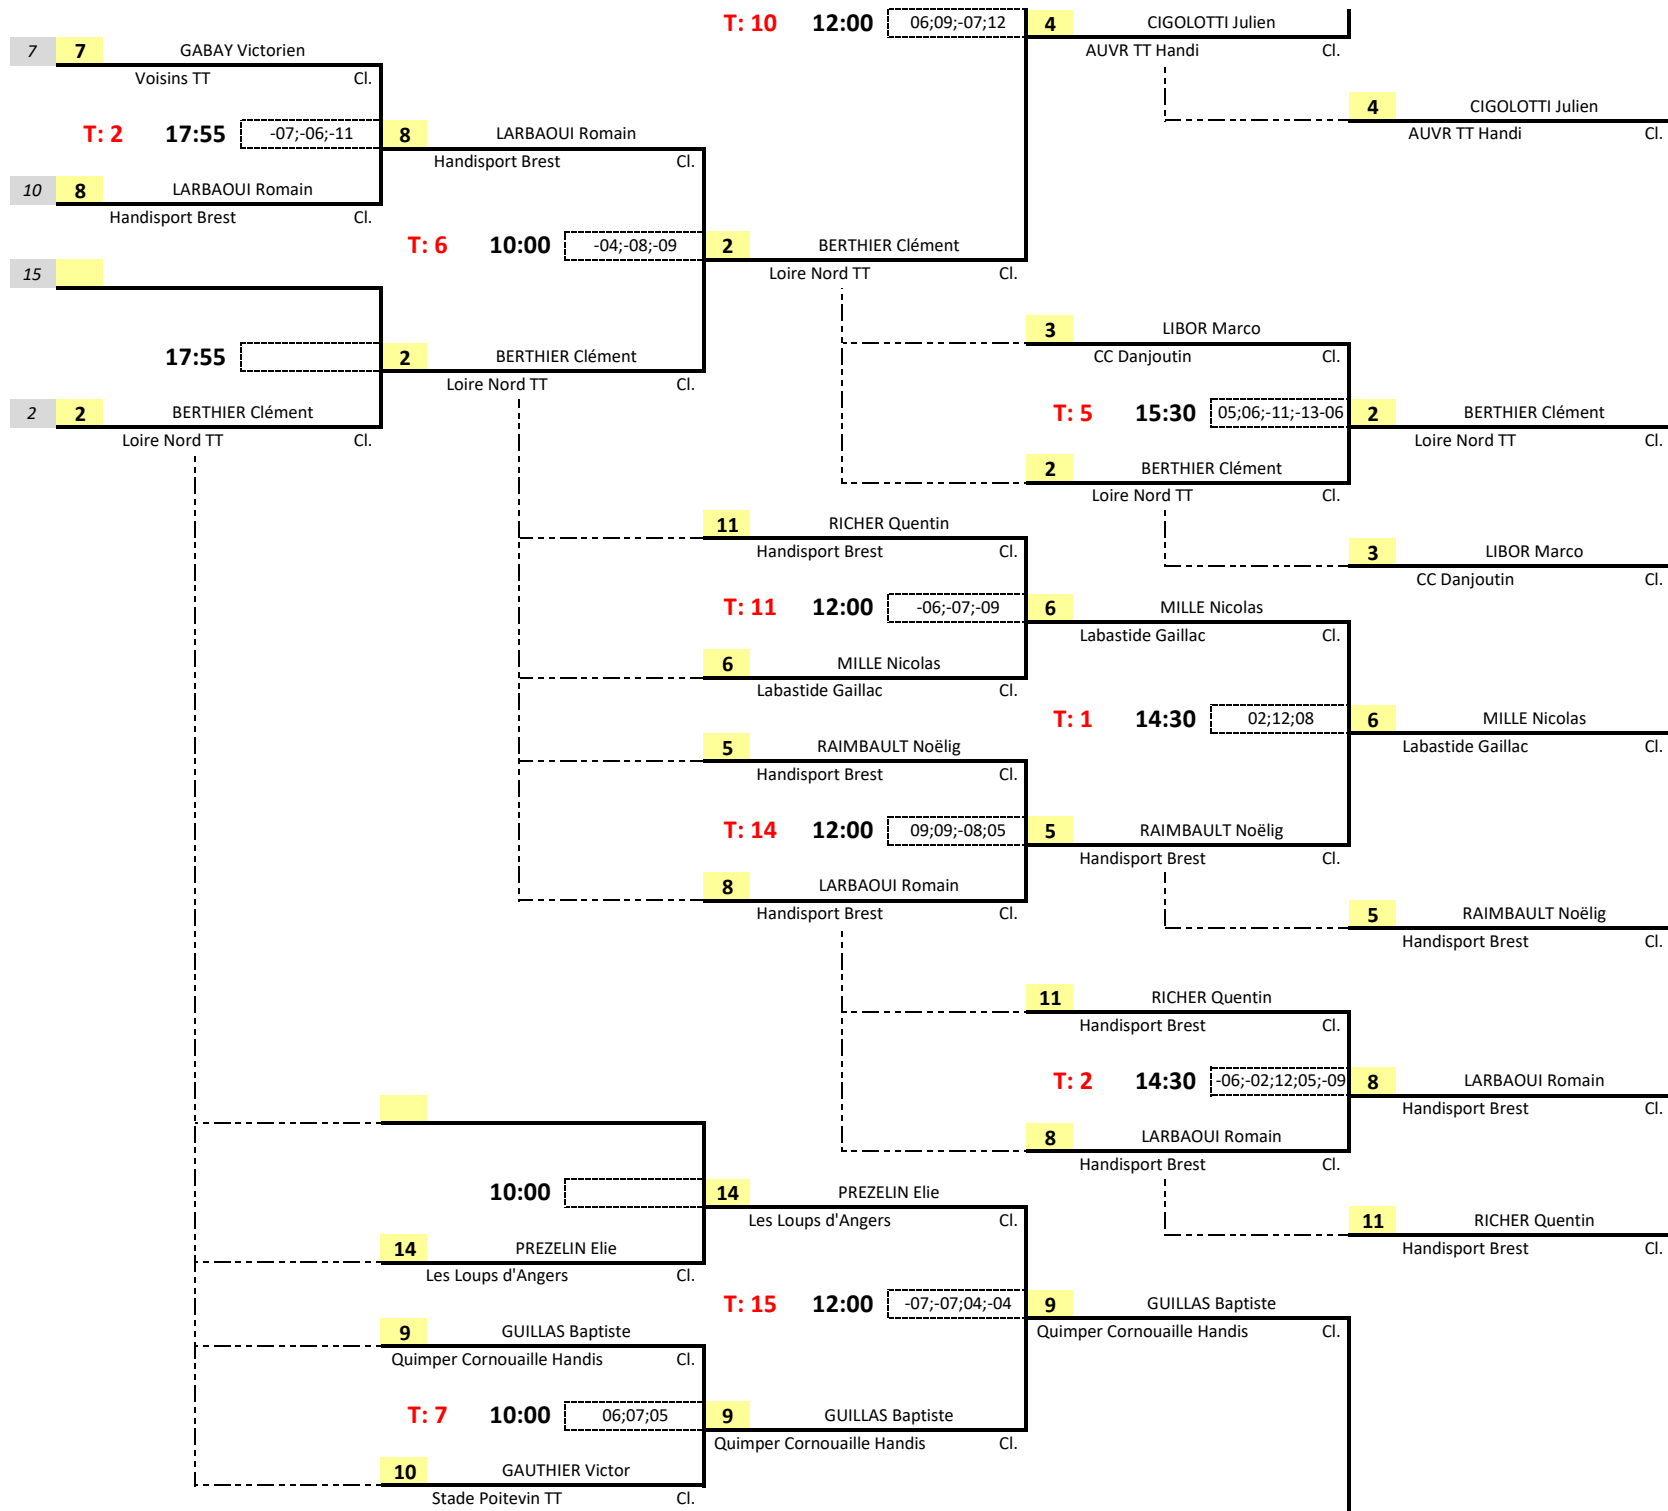 T: 10 12:00 06;09;-07;12 4 CIGOLOTTI Julien
7 7 GABAY Victorien AUVR TT Handi Cl.
Voisins TT Cl.
4 CIGOLOTTI Julien
T: 2 17:55 -07;-06;-11 8 LARBAOUI Romain AUVR TT Handi Cl.
Handisport Brest Cl.
10 8 LARBAOUI Romain
Handisport Brest Cl.
T: 6 10:00 -04;-08;-09 2 BERTHIER Clément
15 Loire Nord TT Cl.
3 LIBOR Marco
17:55 2 BERTHIER Clément CC Danjoutin Cl.
Loire Nord TT Cl.
2 2 BERTHIER Clément T: 5 15:30 05;06;-11;-13-06 2 BERTHIER Clément
Loire Nord TT Cl. Loire Nord TT Cl.
2 BERTHIER Clément
Loire Nord TT Cl.
11 RICHER Quentin
Handisport Brest Cl. 3 LIBOR Marco
CC Danjoutin Cl.
T: 11 12:00 -06;-07;-09 6 MILLE Nicolas
Labastide Gaillac Cl.
6 MILLE Nicolas
Labastide Gaillac Cl.
T: 1 14:30 02;12;08 6 MILLE Nicolas
5 RAIMBAULT Noëlig Labastide Gaillac Cl.
Handisport Brest Cl.
T: 14 12:00 09;09;-08;05 5 RAIMBAULT Noëlig
Handisport Brest Cl.
8 LARBAOUI Romain
Handisport Brest Cl. 5 RAIMBAULT Noëlig
Handisport Brest Cl.
11 RICHER Quentin
Handisport Brest Cl.
T: 2 14:30 -06;-02;12;05;-09 8 LARBAOUI Romain
Handisport Brest Cl.
8 LARBAOUI Romain
Handisport Brest Cl.
10:00 14 PREZELIN Elie
Les Loups d'Angers Cl. 11 RICHER Quentin
14 PREZELIN Elie Handisport Brest Cl.
Les Loups d'Angers Cl.
T: 15 12:00 -07;-07;04;-04 9 GUILLAS Baptiste
9 GUILLAS Baptiste Quimper Cornouaille Handis Cl.
Quimper Cornouaille Handis Cl.
T: 7 10:00 06;07;05 9 GUILLAS Baptiste
Quimper Cornouaille Handis Cl.
10 GAUTHIER Victor
Stade Poitevin TT Cl.